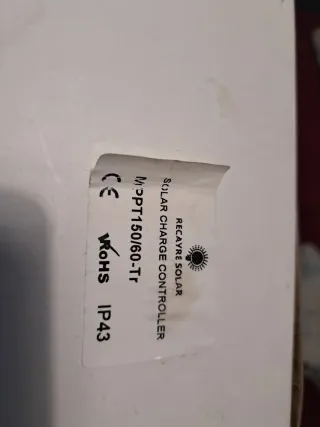 RECAYRE SOLAR
SOLAR CHARGE CONTROLLER
MPPT150/60-Tr
CE RoHS IP43